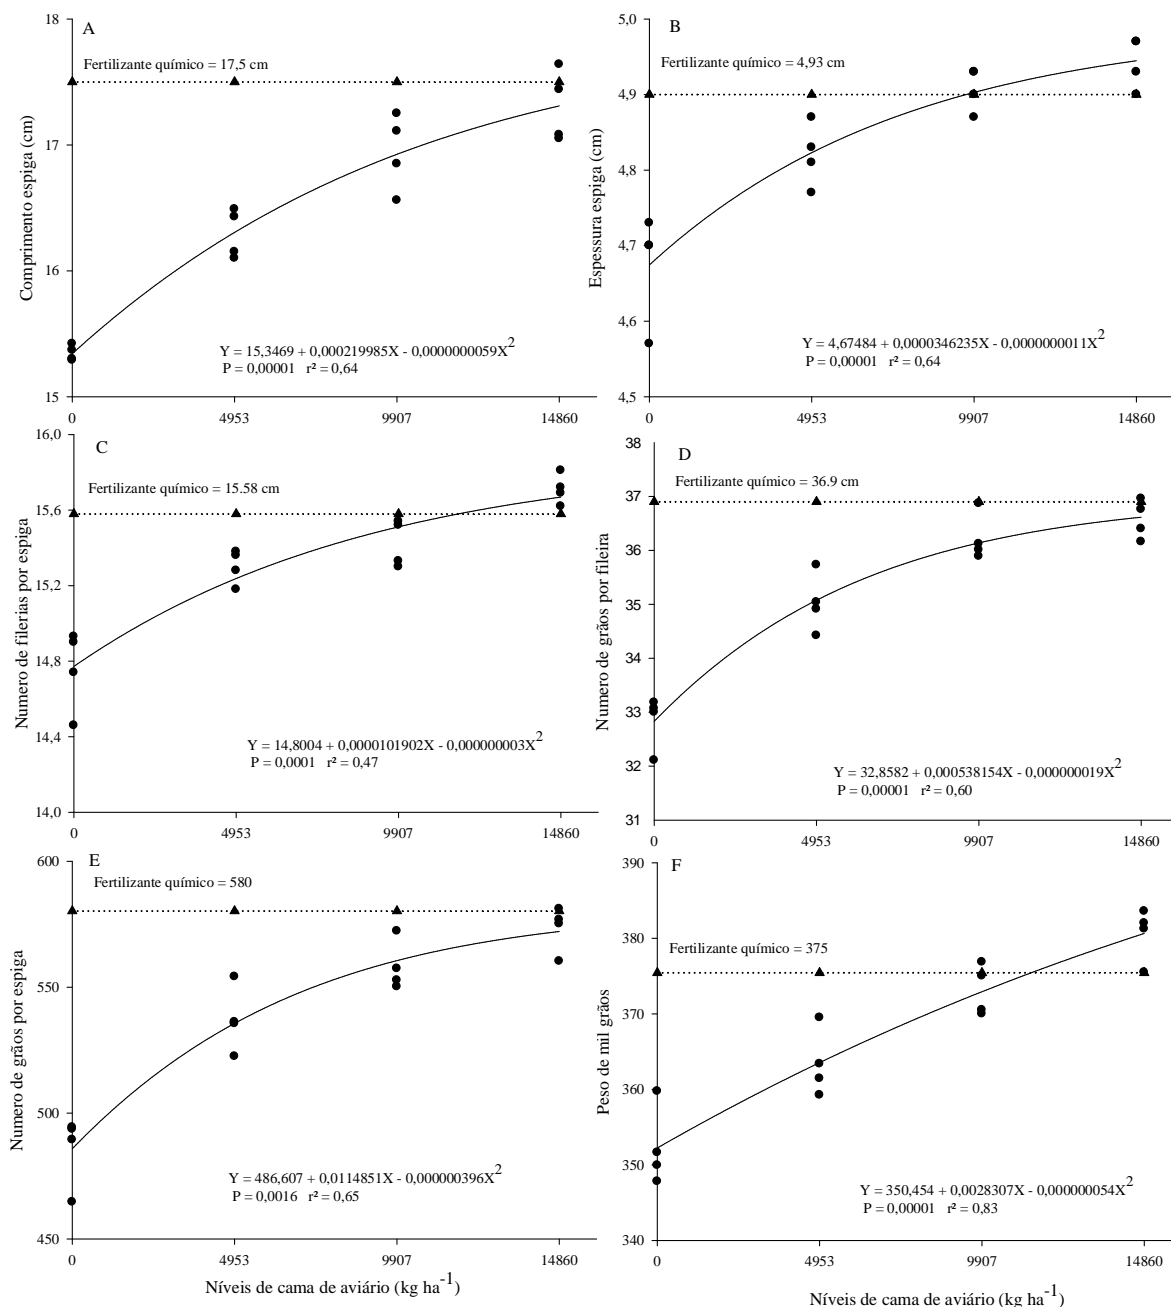 A
Fertilizante químico = 17,5 cm
Comprimento espiga (cm)
18
17
16
15
Y = 15,3469 + 0,000219985X - 0,0000000059X²
P = 0,00001 r² = 0,64
0 4953 9907 14860
B
Fertilizante químico = 4,93 cm
Espessura espiga (cm)
5,0
4,9
4,8
4,7
4,6
4,5
Y = 4,67484 + 0,0000346235X - 0,0000000011X²
P = 0,00001 r² = 0,64
0 4953 9907 14860
C
Fertilizante químico = 15.58 cm
Numero de filerias por espiga
16,0
15,6
15,2
14,8
14,4
14,0
Y = 14,8004 + 0,0000101902X - 0,000000003X²
P = 0,0001 r² = 0,47
0 4953 9907 14860
D
Fertilizante químico = 36.9 cm
Numero de grãos por fileira
38
37
36
35
34
33
32
31
Y = 32,8582 + 0,000538154X - 0,000000019X²
P = 0,00001 r² = 0,60
0 4953 9907 14860
E
Fertilizante químico = 580
Numero de grãos por espiga
600
550
500
450
Y = 486,607 + 0,0114851X - 0,000000396X²
P = 0,0016 r² = 0,65
0 4953 9907 14860
Níveis de cama de aviário (kg ha⁻¹)
F
Fertilizante químico = 375
Peso de mil grãos
390
380
370
360
350
340
Y = 350,454 + 0,0028307X - 0,000000054X²
P = 0,00001 r² = 0,83
0 4953 9907 14860
Níveis de cama de aviário (kg ha⁻¹)